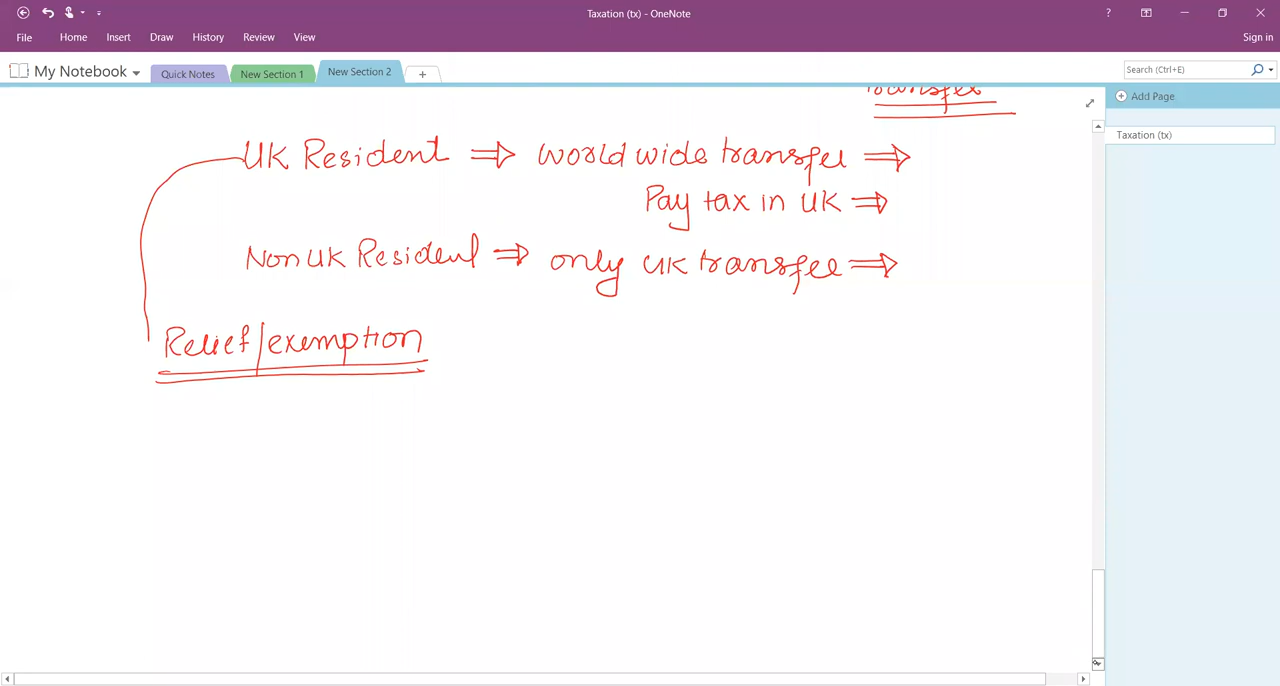 Taxation (tx) - OneNote
?
File Home Insert Draw History Review View
Sign in
My Notebook Quick Notes New Section 1 New Section 2
Search (Ctrl+E)
Add Page
Taxation (tx)
transfer
UK Resident ⇒ world wide transfer ⇒
Pay tax in UK ⇒
Non UK Resident ⇒ only UK transfer ⇒
Relief/exemption